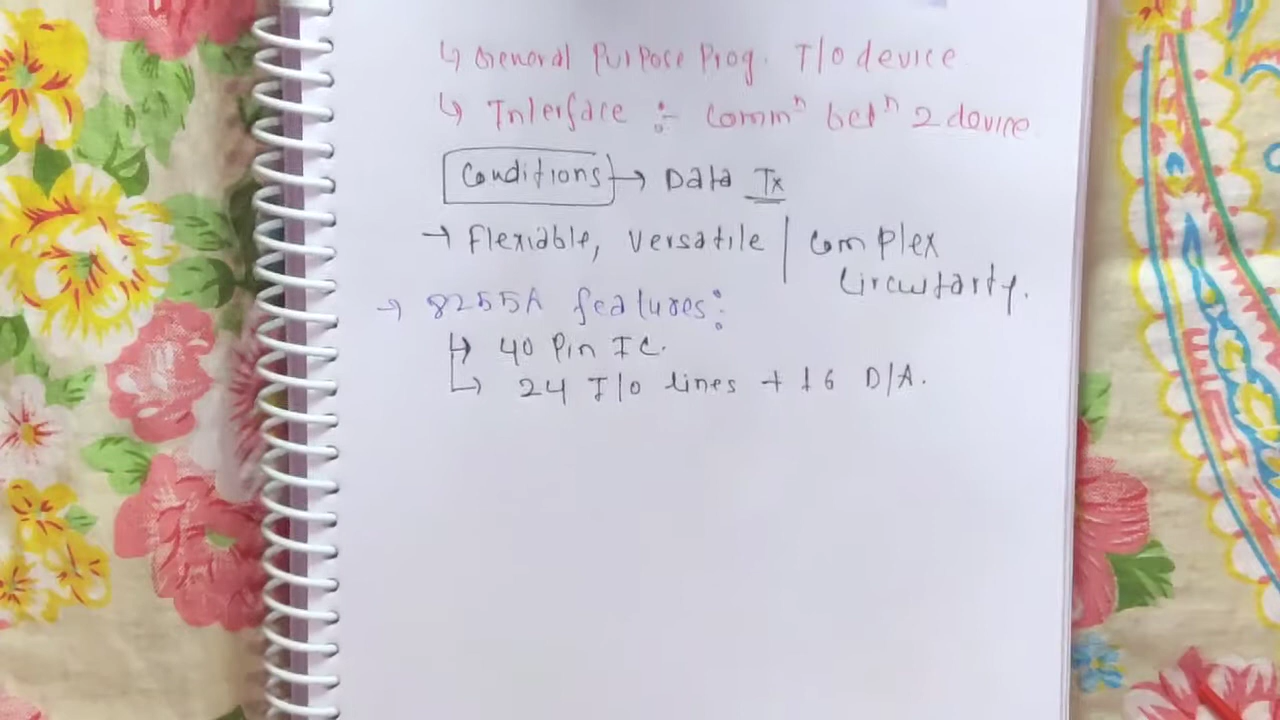 ↳ General Purpose Prog. I/O device
↳ Interface :- Commⁿ betⁿ 2 device
Conditions → Data Tx
→ Flexiable, Versatile | Complex
Circuitarty.
→ 8255A features:
↳ 40 Pin IC.
↳ 24 I/O lines + 16 D/A.